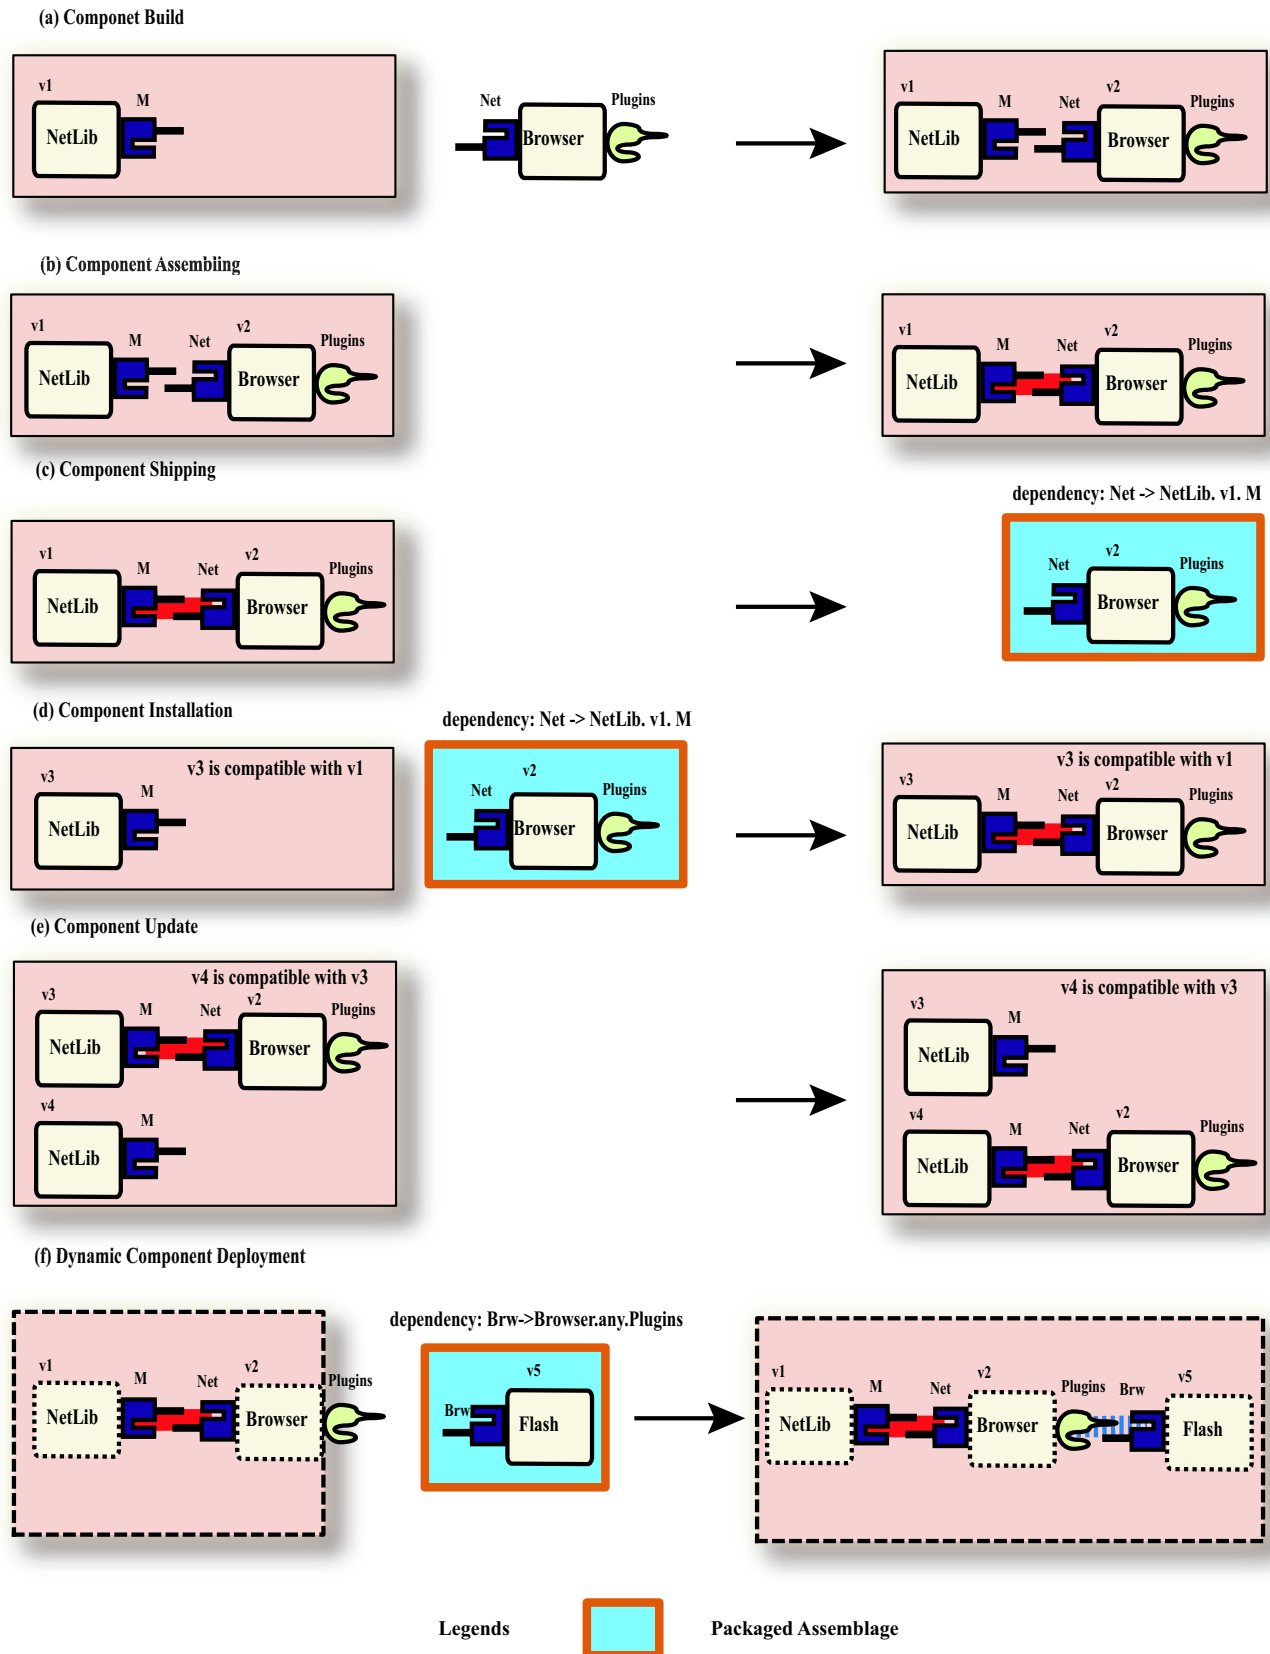 (a) Componet Build
v1
M
NetLib
Net
Plugins
Browser
v1
M
Net
v2
Plugins
NetLib
Browser
(b) Component Assembling
v1
M
Net
v2
Plugins
NetLib
Browser
v1
M
Net
v2
Plugins
NetLib
Browser
(c) Component Shipping
dependency: Net -> NetLib. v1. M
v1
M
Net
v2
Plugins
NetLib
Browser
Net
v2
Plugins
Browser
(d) Component Installation
dependency: Net -> NetLib. v1. M
v3 is compatible with v1
v3
M
NetLib
Net
v2
Plugins
Browser
v3 is compatible with v1
v3
M
Net
v2
Plugins
NetLib
Browser
(e) Component Update
v4 is compatible with v3
v3
M
Net
v2
Plugins
NetLib
Browser
v4
M
NetLib
v4 is compatible with v3
v3
M
NetLib
v4
M
Net
v2
Plugins
NetLib
Browser
(f) Dynamic Component Deployment
dependency: Brw->Browser.any.Plugins
v1
M
Net
v2
Plugins
NetLib
Browser
v5
Brw
Flash
v1
M
Net
v2
Plugins
Brw
v5
NetLib
Browser
Flash
Legends
Packaged Assemblage